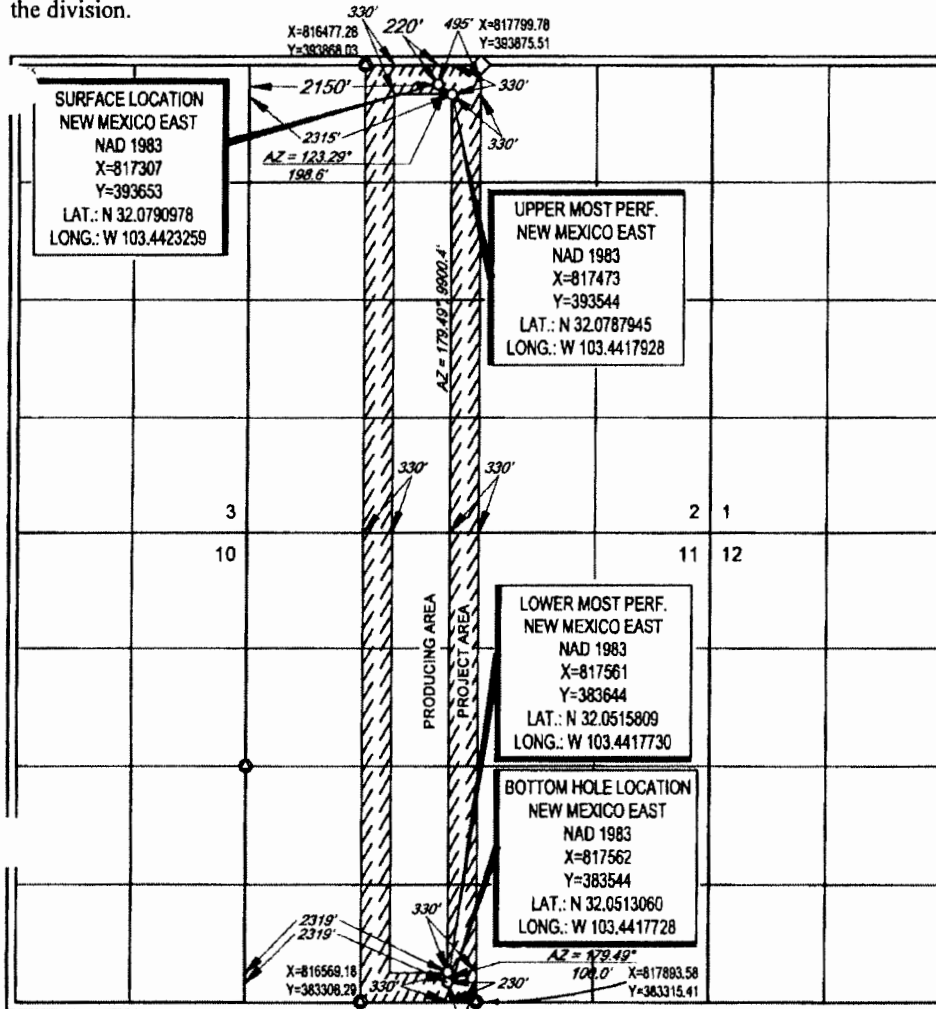 the division.
X=816477.28
Y=393868.03
330'
220'
495'
X=817799.78
Y=393875.51
2150'
330'
2315'
330'
AZ = 123.29°
198.6'
SURFACE LOCATION
NEW MEXICO EAST
NAD 1983
X=817307
Y=393653
LAT.: N 32.0790978
LONG.: W 103.4423259
UPPER MOST PERF.
NEW MEXICO EAST
NAD 1983
X=817473
Y=393544
LAT.: N 32.0787945
LONG.: W 103.4417928
AZ = 179.49°, 9900.4'
330'
330'
3
2 1
10
11 12
PRODUCING AREA
PROJECT AREA
LOWER MOST PERF.
NEW MEXICO EAST
NAD 1983
X=817561
Y=383644
LAT.: N 32.0515809
LONG.: W 103.4417730
BOTTOM HOLE LOCATION
NEW MEXICO EAST
NAD 1983
X=817562
Y=383544
LAT.: N 32.0513060
LONG.: W 103.4417728
2319'
2319'
330'
AZ = 179.49°
100.0'
X=816569.18
Y=383308.29
330'
230'
X=817893.58
Y=383315.41